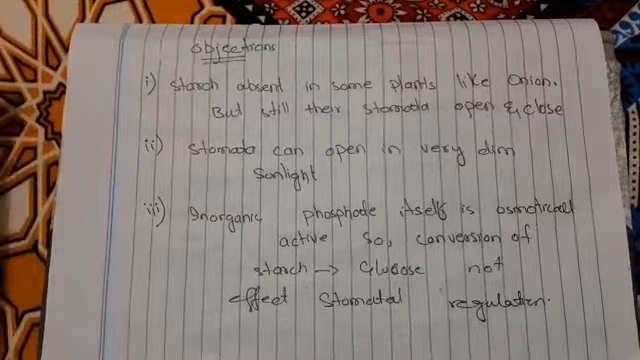 Objections
i) Starch absent in some plants like Onion.
But still their stomata open & close
ii) Stomata can open in very dim
Sunlight
iii) Inorganic phosphate itself is osmotical
active So, conversion of
starch → Glucose not
effect Stomatal regulation.